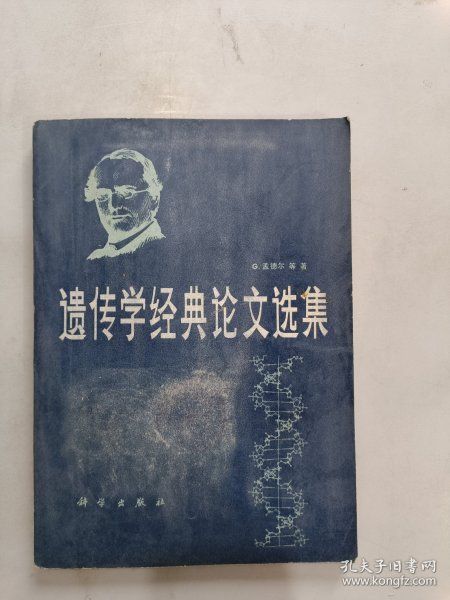 G.孟德尔 等 著
遗传学经典论文选集
科学出版社
孔夫子旧书网
www.kongfz.com